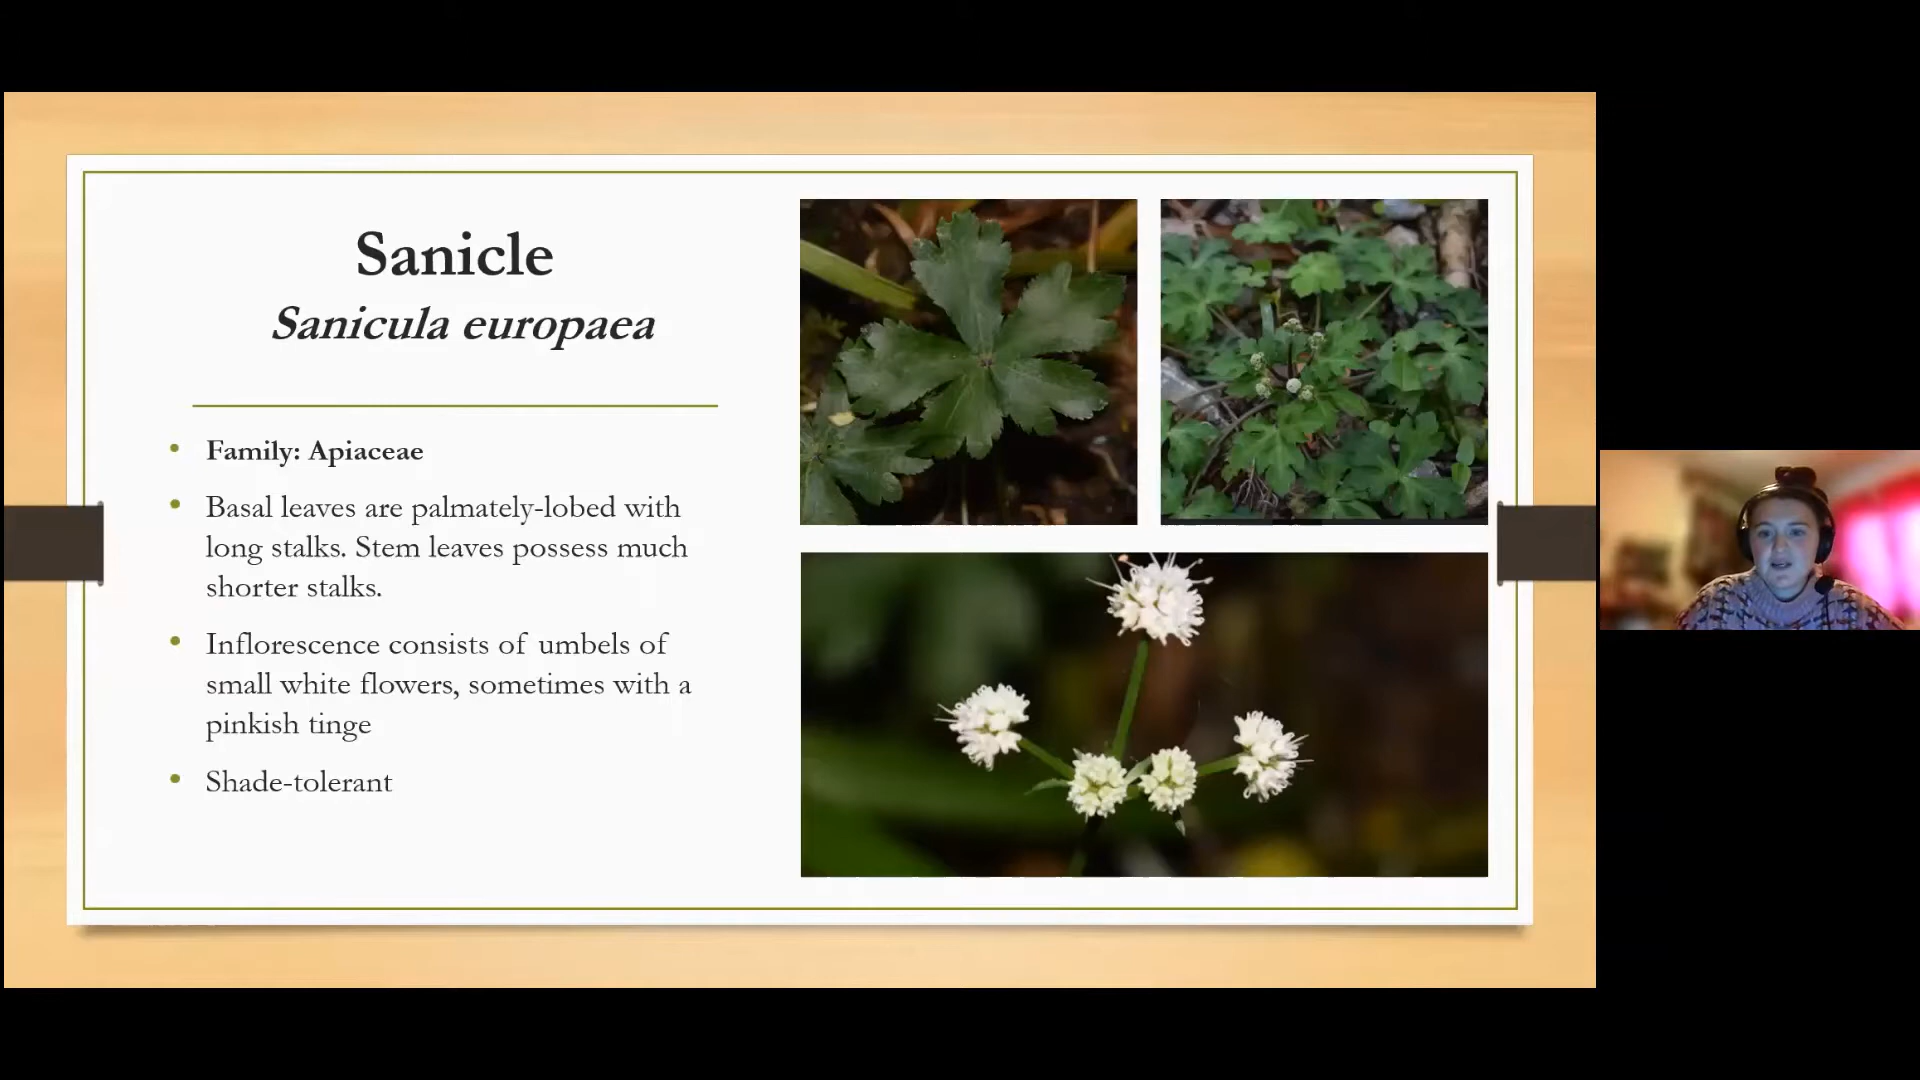 Sanicle
Sanicula europaea
• Family: Apiaceae
• Basal leaves are palmately-lobed with
long stalks. Stem leaves possess much
shorter stalks.
• Inflorescence consists of umbels of
small white flowers, sometimes with a
pinkish tinge
• Shade-tolerant